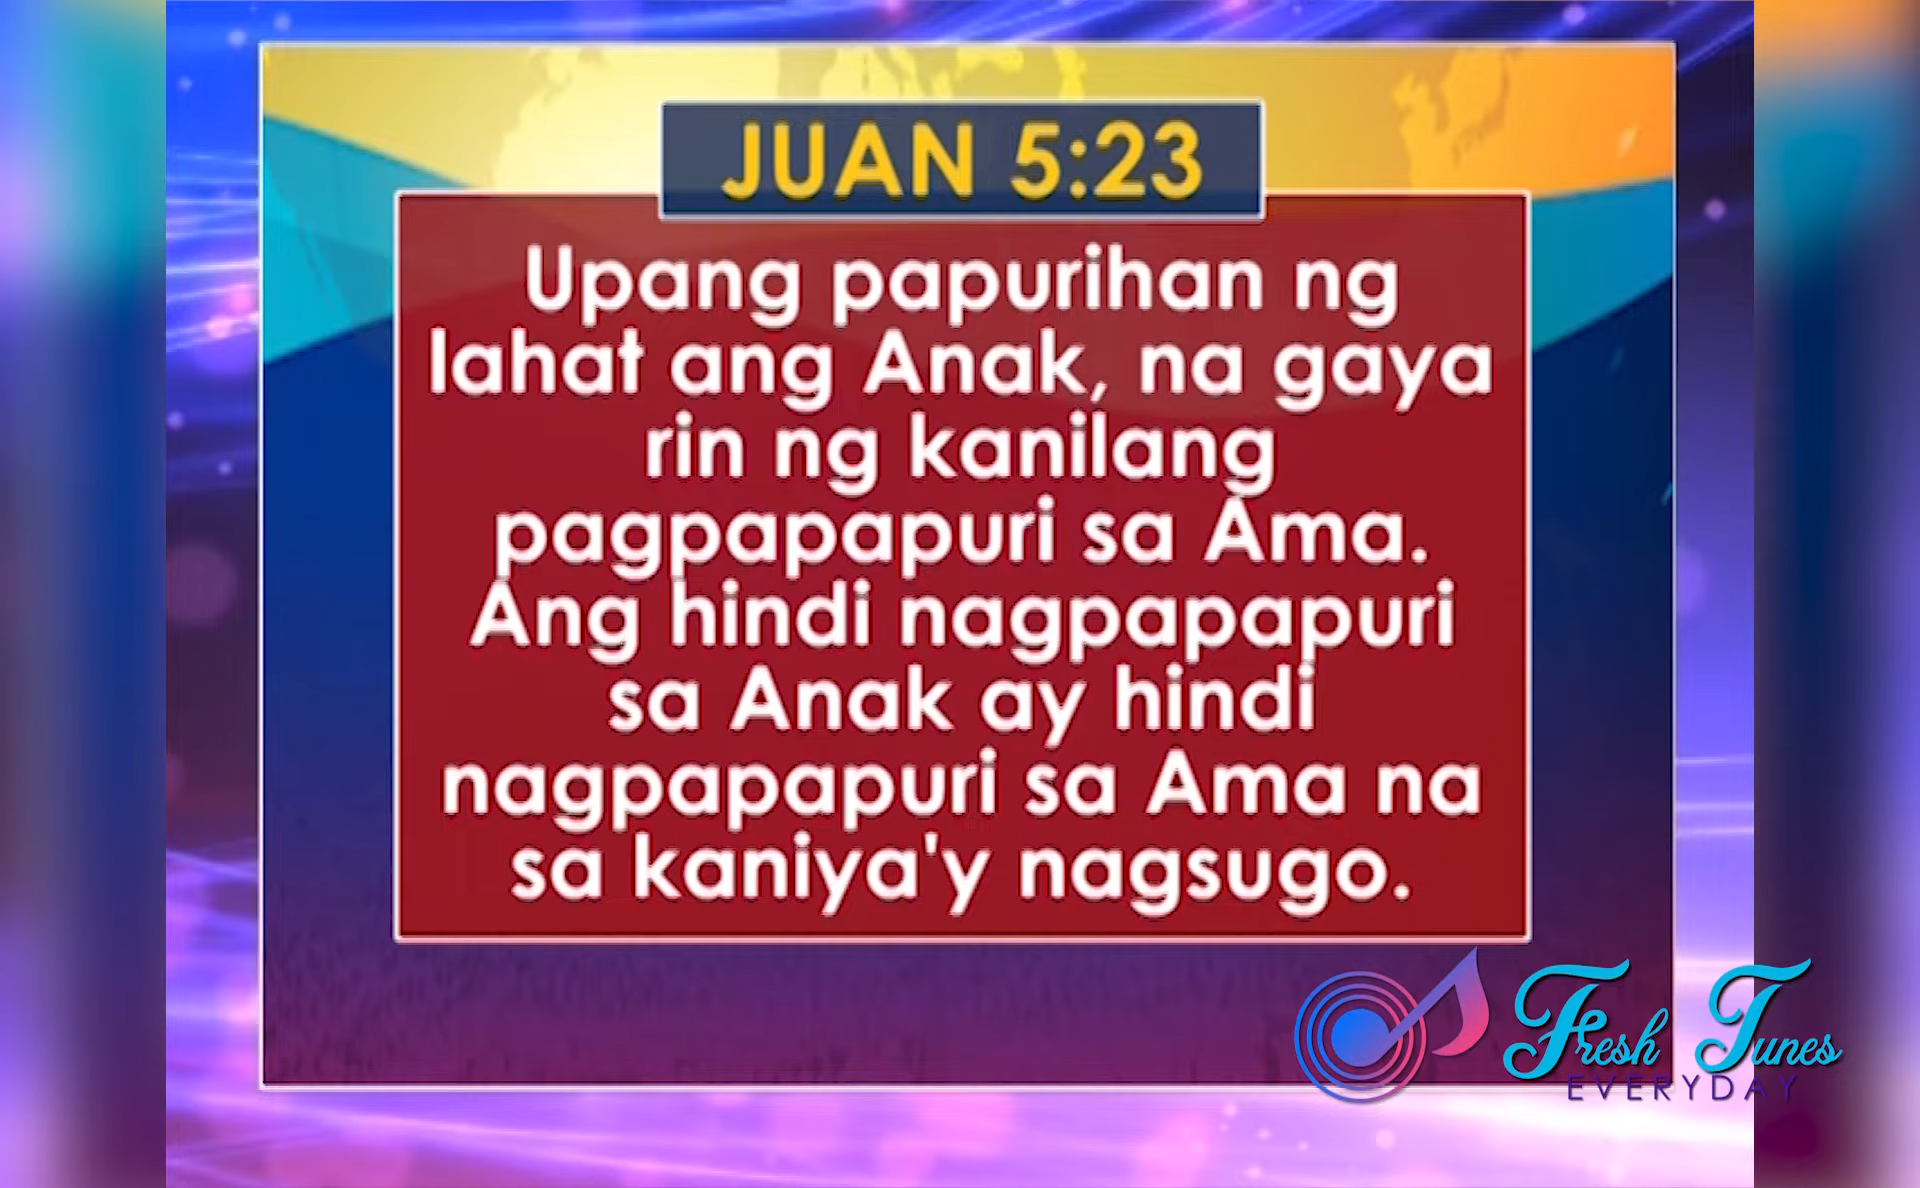 JUAN 5:23
Upang papurihan ng
lahat ang Anak, na gaya
rin ng kanilang
pagpapapuri sa Ama.
Ang hindi nagpapapuri
sa Anak ay hindi
nagpapapuri sa Ama na
sa kaniya'y nagsugo.
Fresh Tunes
EVERYDAY